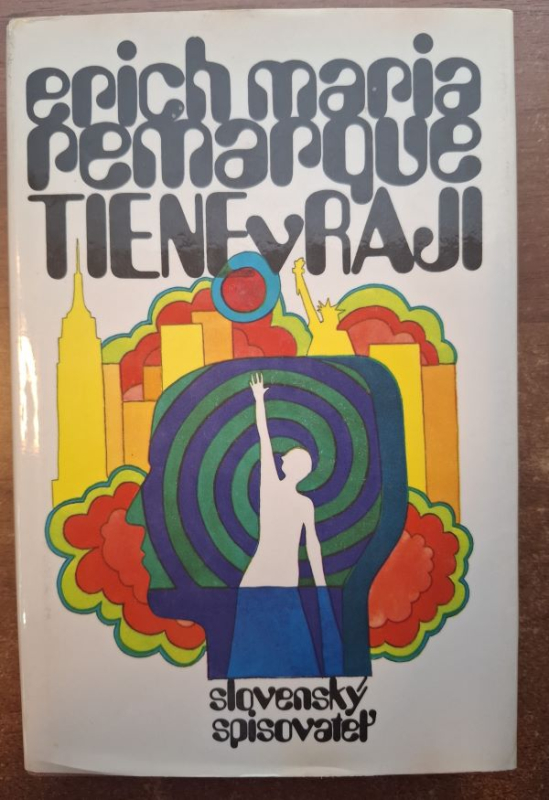 erich maria
remarque
TIENE v RAJI
slovenský
spisovateľ